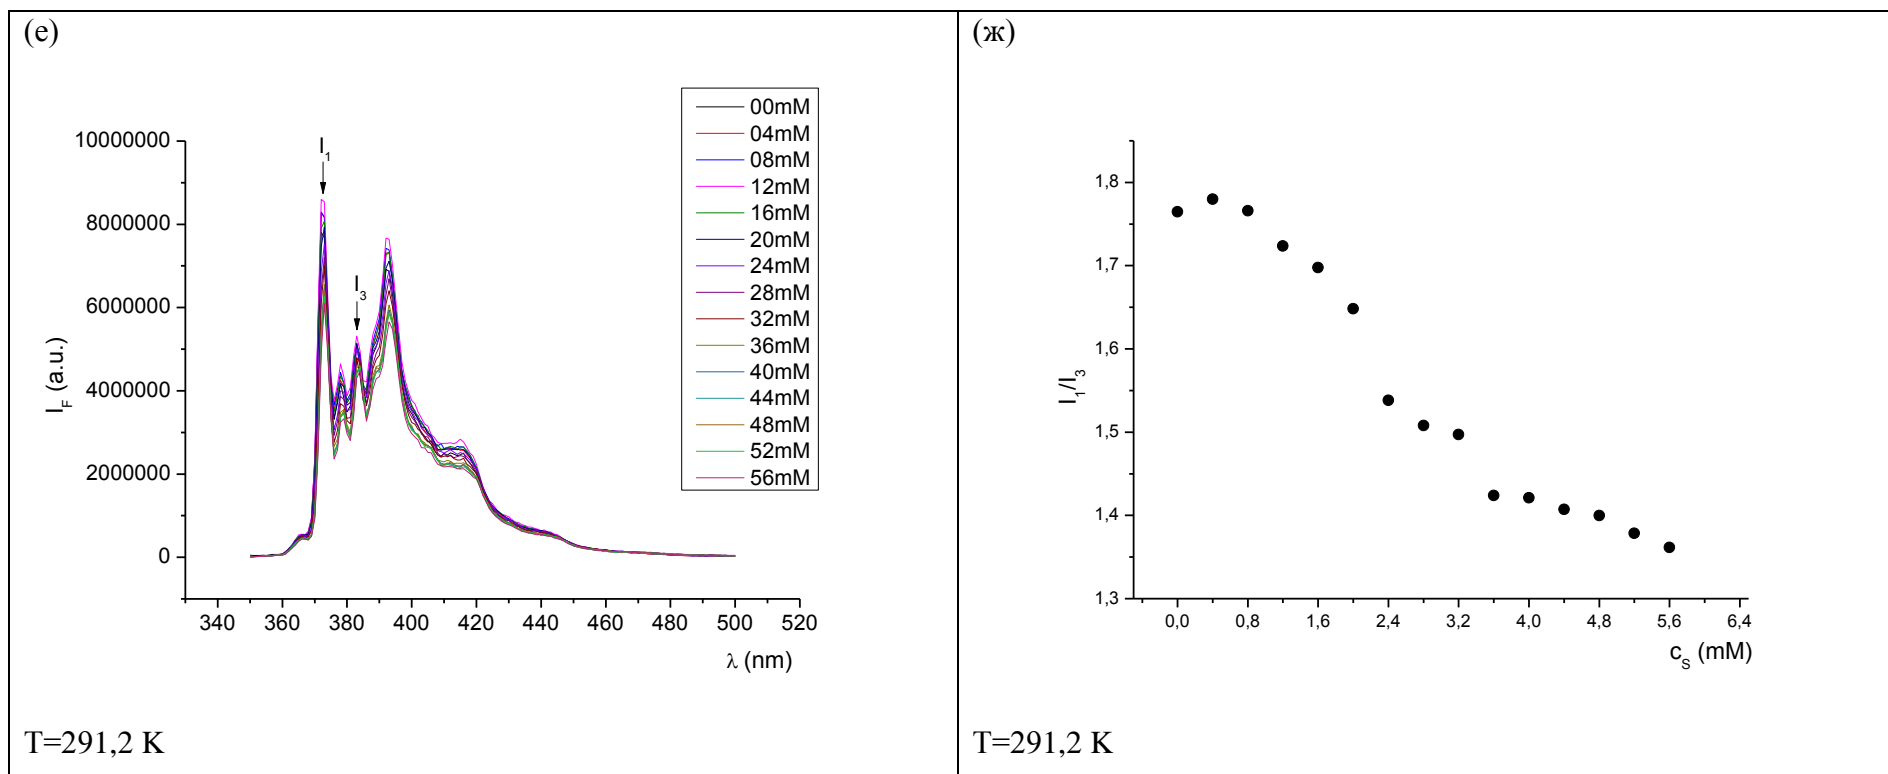 (е)
00mM
04mM
08mM
12mM
16mM
20mM
24mM
28mM
32mM
36mM
40mM
44mM
48mM
52mM
56mM
10000000
8000000
6000000
4000000
2000000
0
I_F (a.u.)
I_1
I_3
340 360 380 400 420 440 460 480 500 520
λ (nm)
T=291,2 K
(ж)
1,8
1,7
1,6
1,5
1,4
1,3
I_1/I_3
0,0 0,8 1,6 2,4 3,2 4,0 4,8 5,6 6,4
c_s (mM)
T=291,2 K